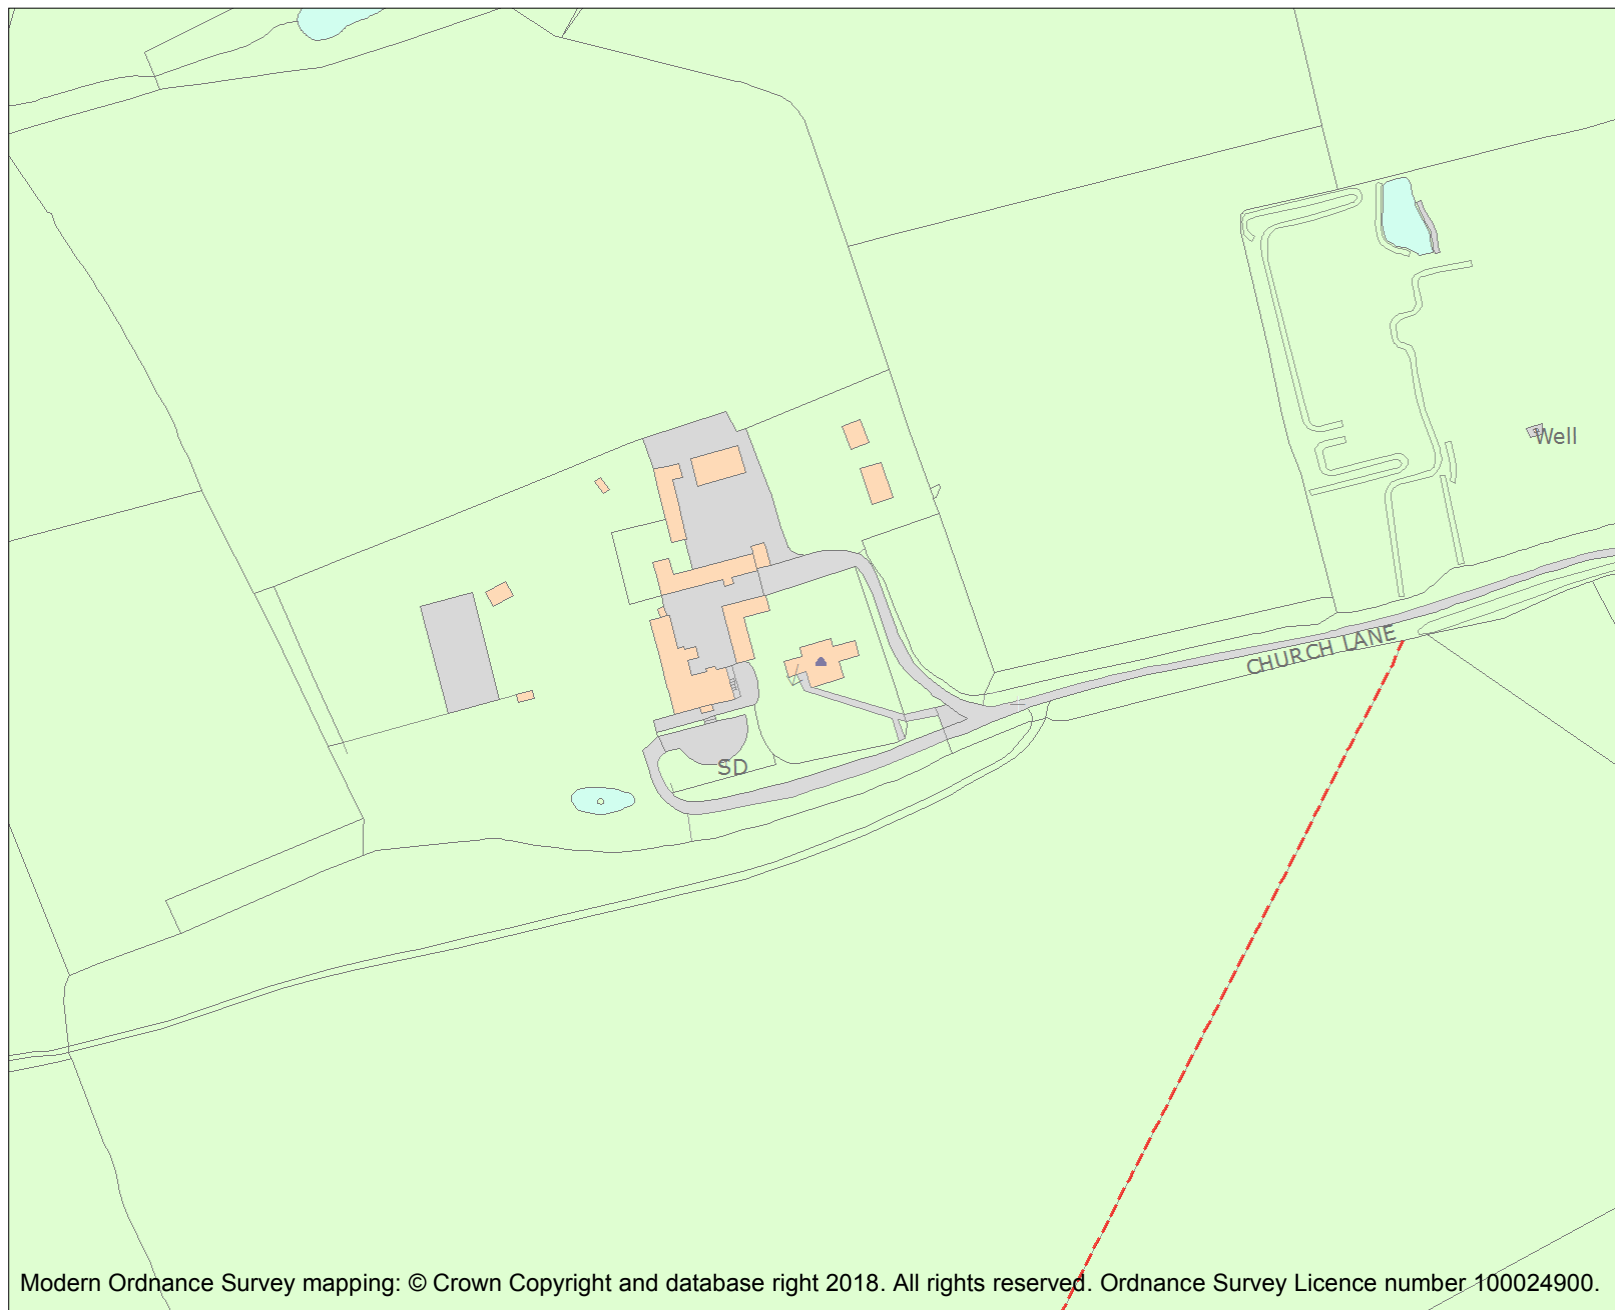 Well
CHURCH LANE
SD
Modern Ordnance Survey mapping: © Crown Copyright and database right 2018. All rights reserved. Ordnance Survey Licence number 100024900.